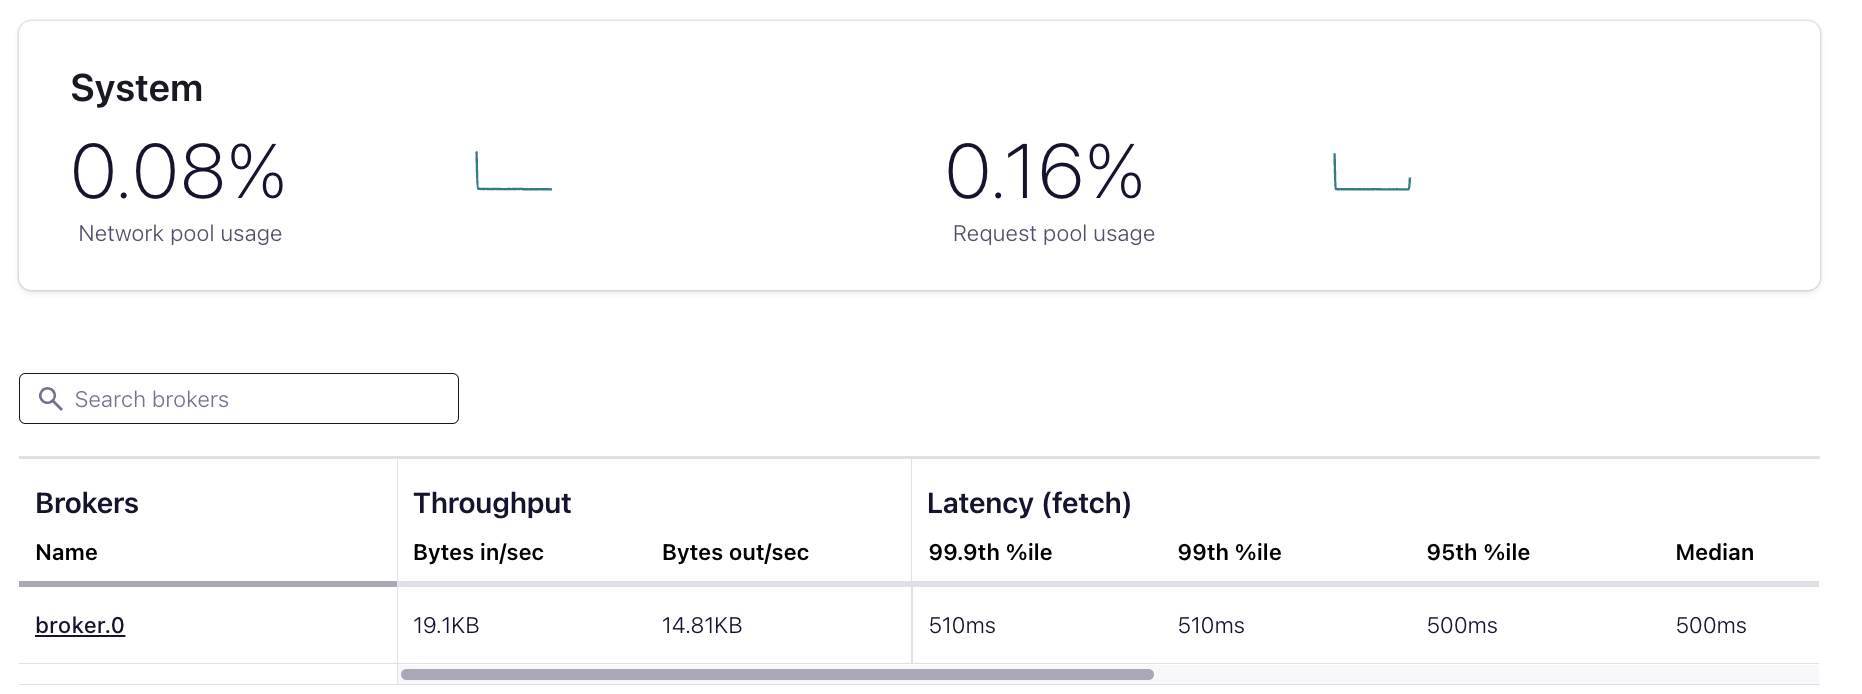 System
0.08%
0.16%
Network pool usage
Request pool usage
Search brokers
Brokers
Throughput
Latency (fetch)
Name
Bytes in/sec
Bytes out/sec
99.9th %ile
99th %ile
95th %ile
Median
broker.0
19.1KB
14.81KB
510ms
510ms
500ms
500ms